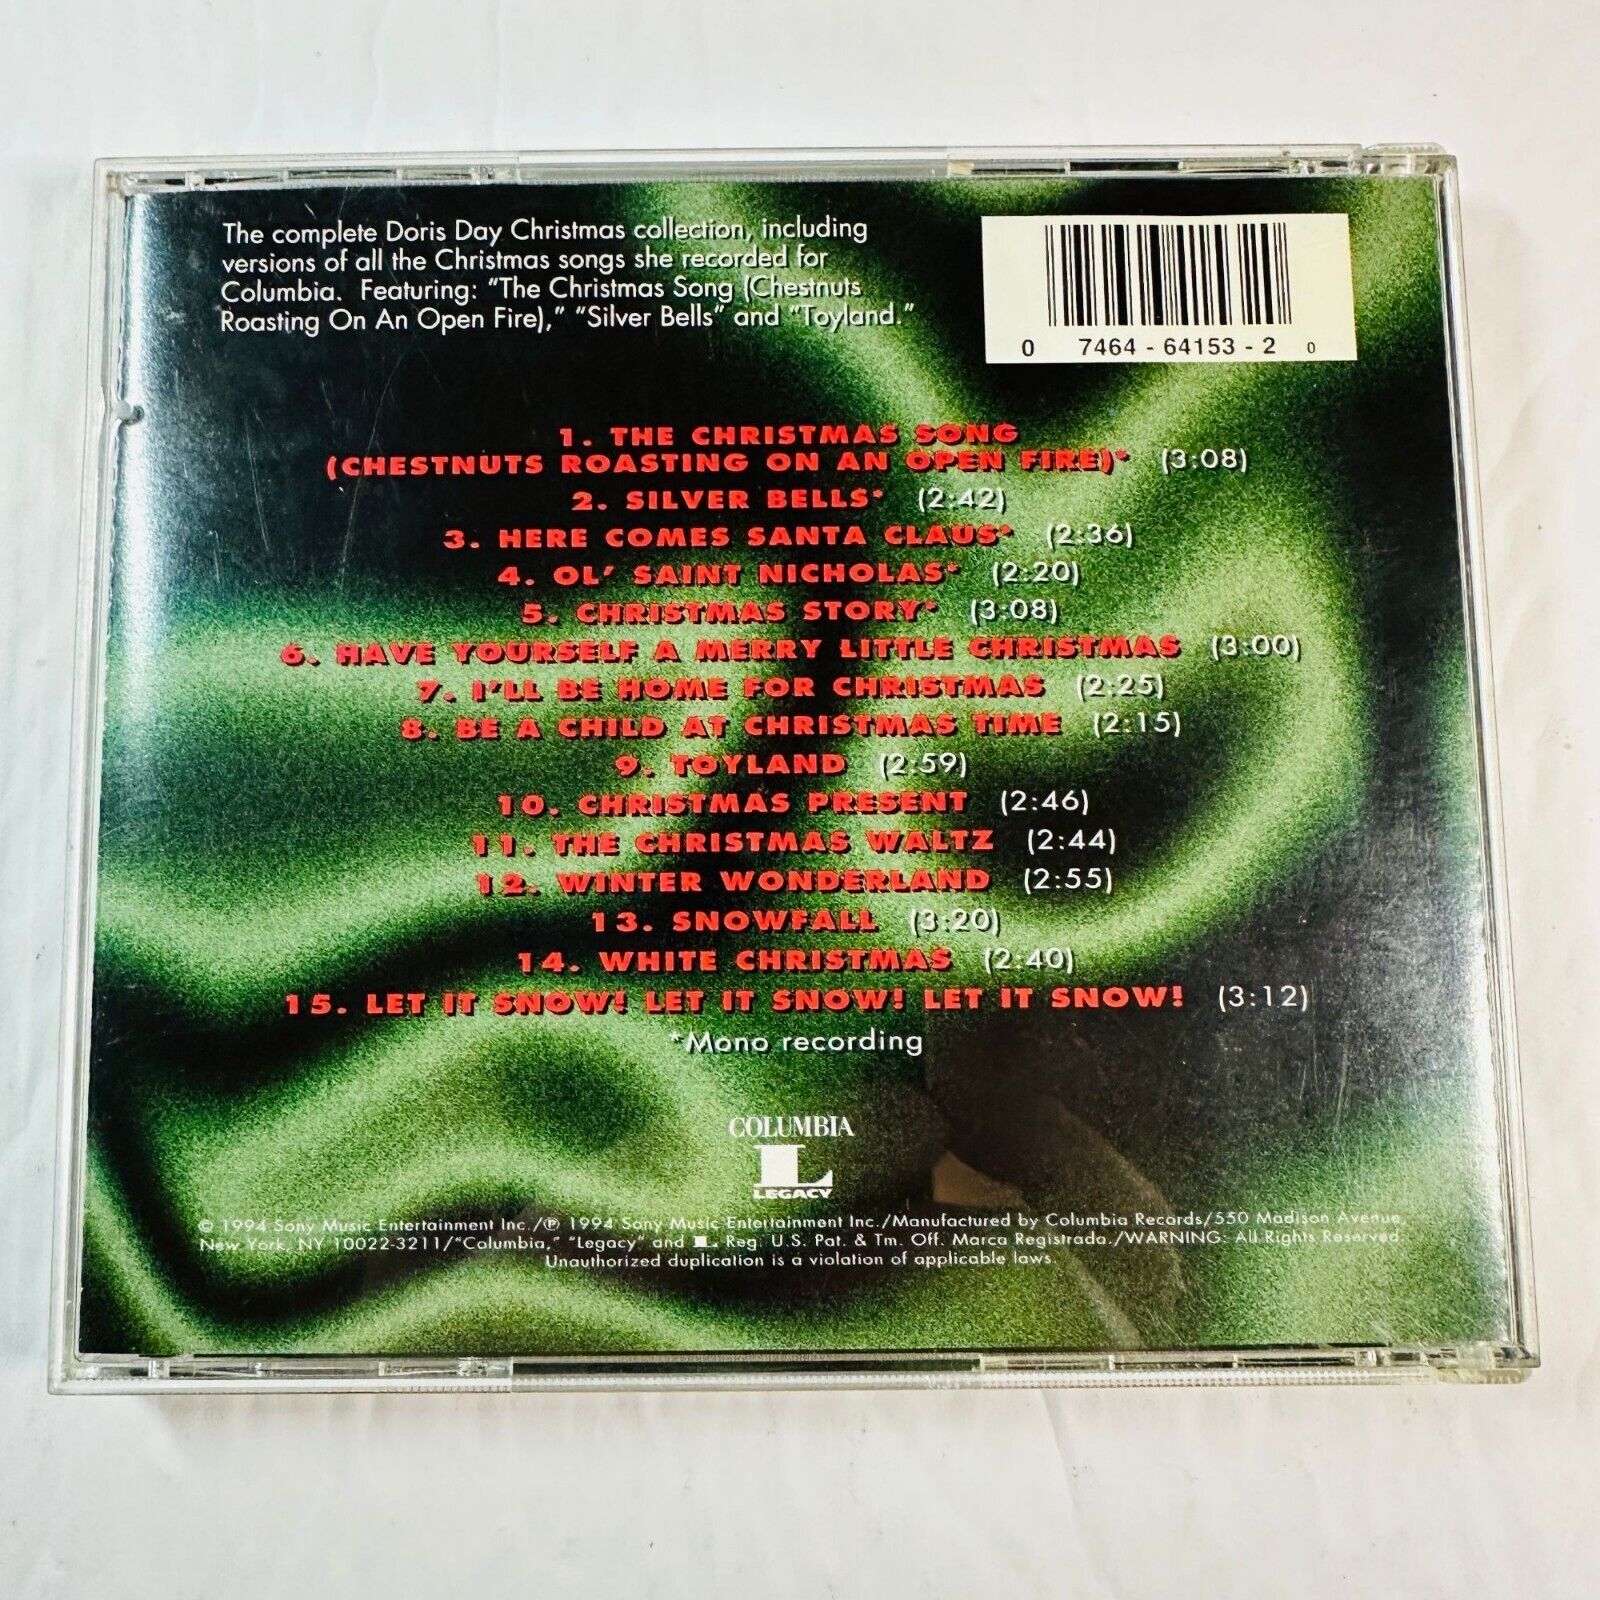 The complete Doris Day Christmas collection, including
versions of all the Christmas songs she recorded for
Columbia. Featuring: "The Christmas Song (Chestnuts
Roasting On An Open Fire)," "Silver Bells" and "Toyland."
0 7464-64153-2 0
1. THE CHRISTMAS SONG
(CHESTNUTS ROASTING ON AN OPEN FIRE)* (3:08)
2. SILVER BELLS* (2:42)
3. HERE COMES SANTA CLAUS* (2:36)
4. OL' SAINT NICHOLAS* (2:20)
5. CHRISTMAS STORY* (3:08)
6. HAVE YOURSELF A MERRY LITTLE CHRISTMAS (3:00)
7. I'LL BE HOME FOR CHRISTMAS (2:25)
8. BE A CHILD AT CHRISTMAS TIME (2:15)
9. TOYLAND (2:59)
10. CHRISTMAS PRESENT (2:46)
11. THE CHRISTMAS WALTZ (2:44)
12. WINTER WONDERLAND (2:55)
13. SNOWFALL (3:20)
14. WHITE CHRISTMAS (2:40)
15. LET IT SNOW! LET IT SNOW! LET IT SNOW! (3:12)
*Mono recording
COLUMBIA
L
LEGACY
© 1994 Sony Music Entertainment Inc./℗ 1994 Sony Music Entertainment Inc./Manufactured by Columbia Records/550 Madison Avenue,
New York, NY 10022-3211/"Columbia," "Legacy" and L Reg. U.S. Pat. & Tm. Off. Marca Registrada./WARNING: All Rights Reserved.
Unauthorized duplication is a violation of applicable laws.